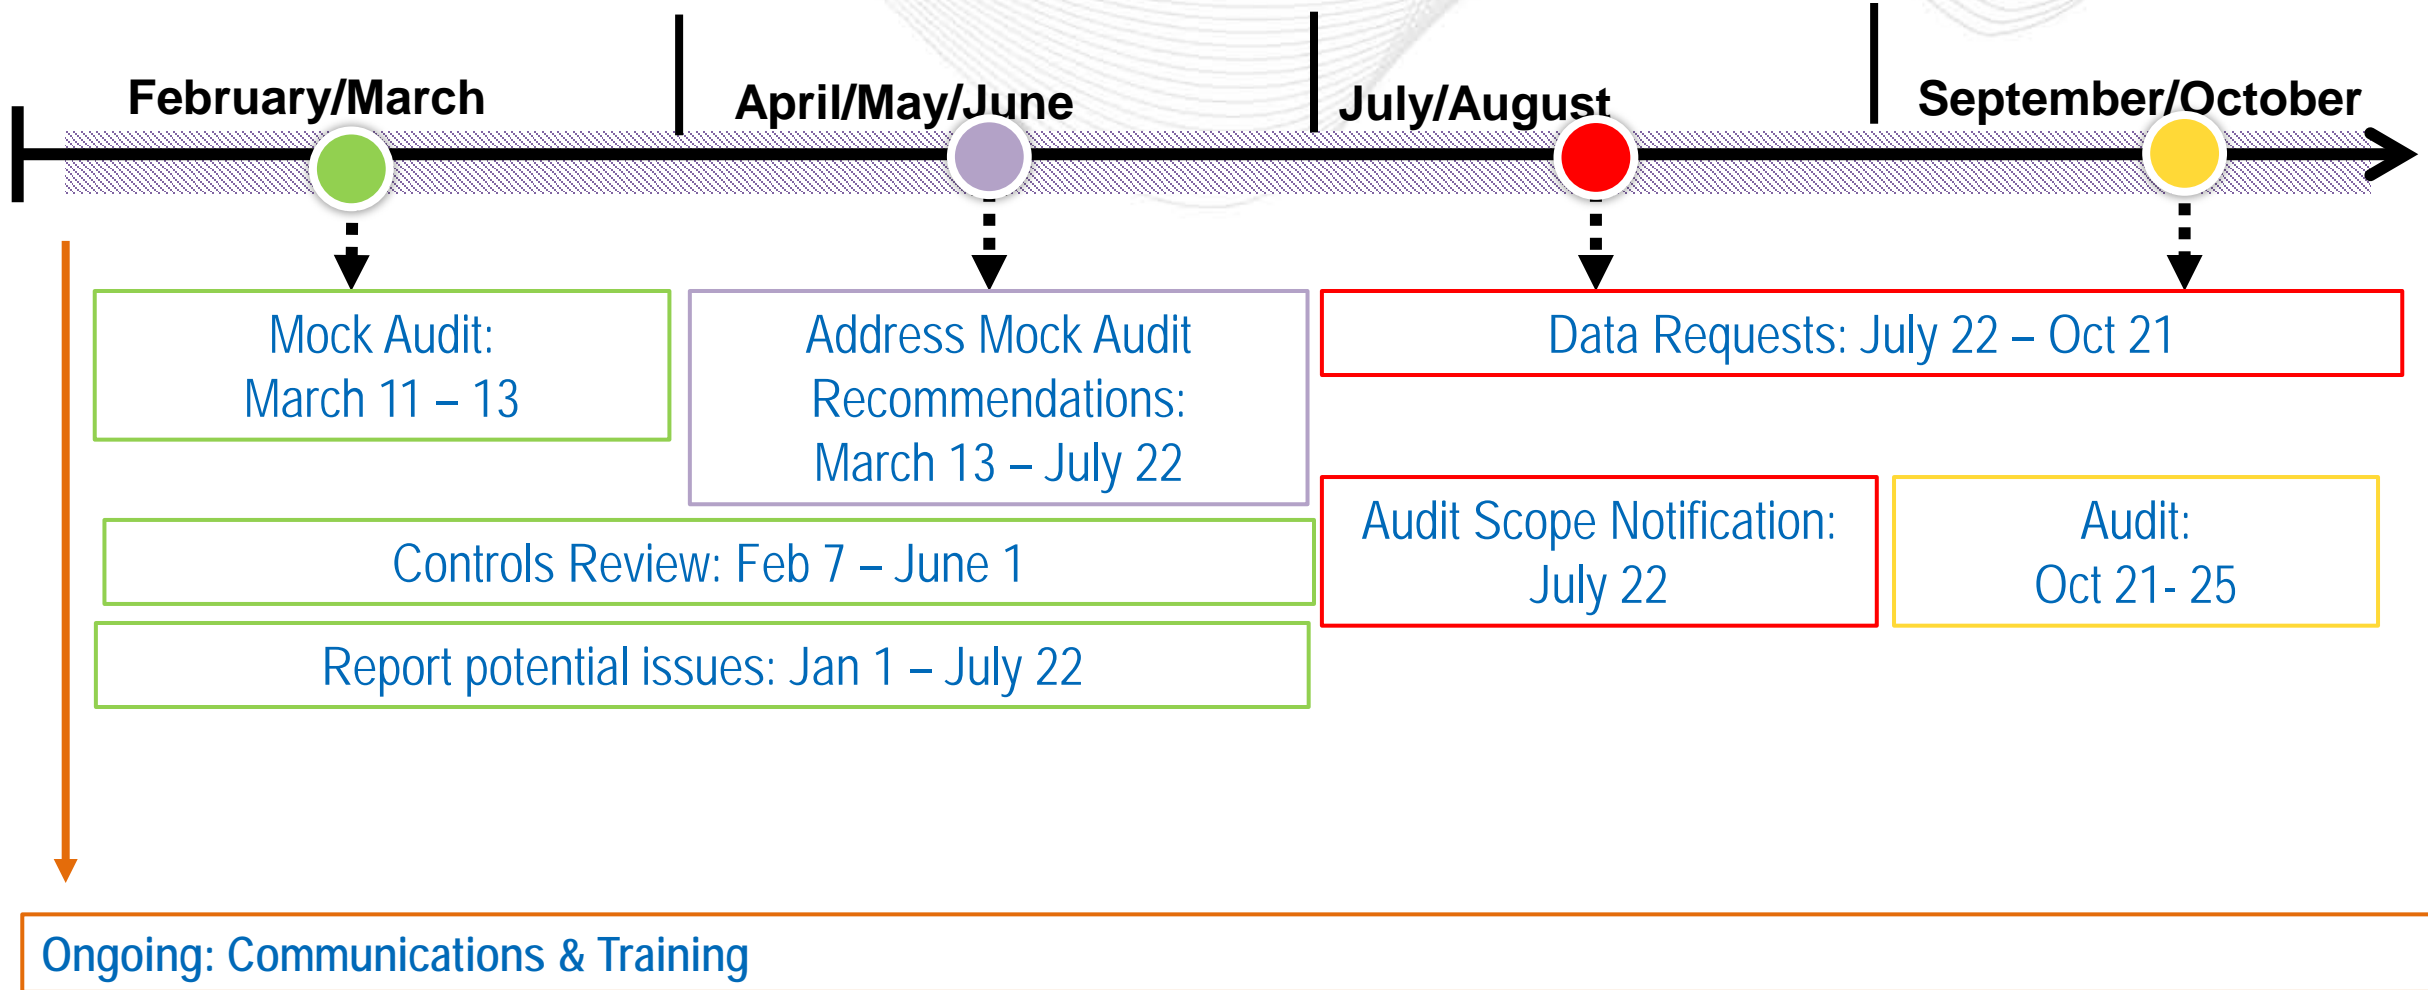 February/March
April/May/June
July/August
September/October
Mock Audit:
March 11 – 13
Address Mock Audit
Recommendations:
March 13 – July 22
Data Requests: July 22 – Oct 21
Controls Review: Feb 7 – June 1
Audit Scope Notification:
July 22
Audit:
Oct 21- 25
Report potential issues: Jan 1 – July 22
Ongoing: Communications & Training